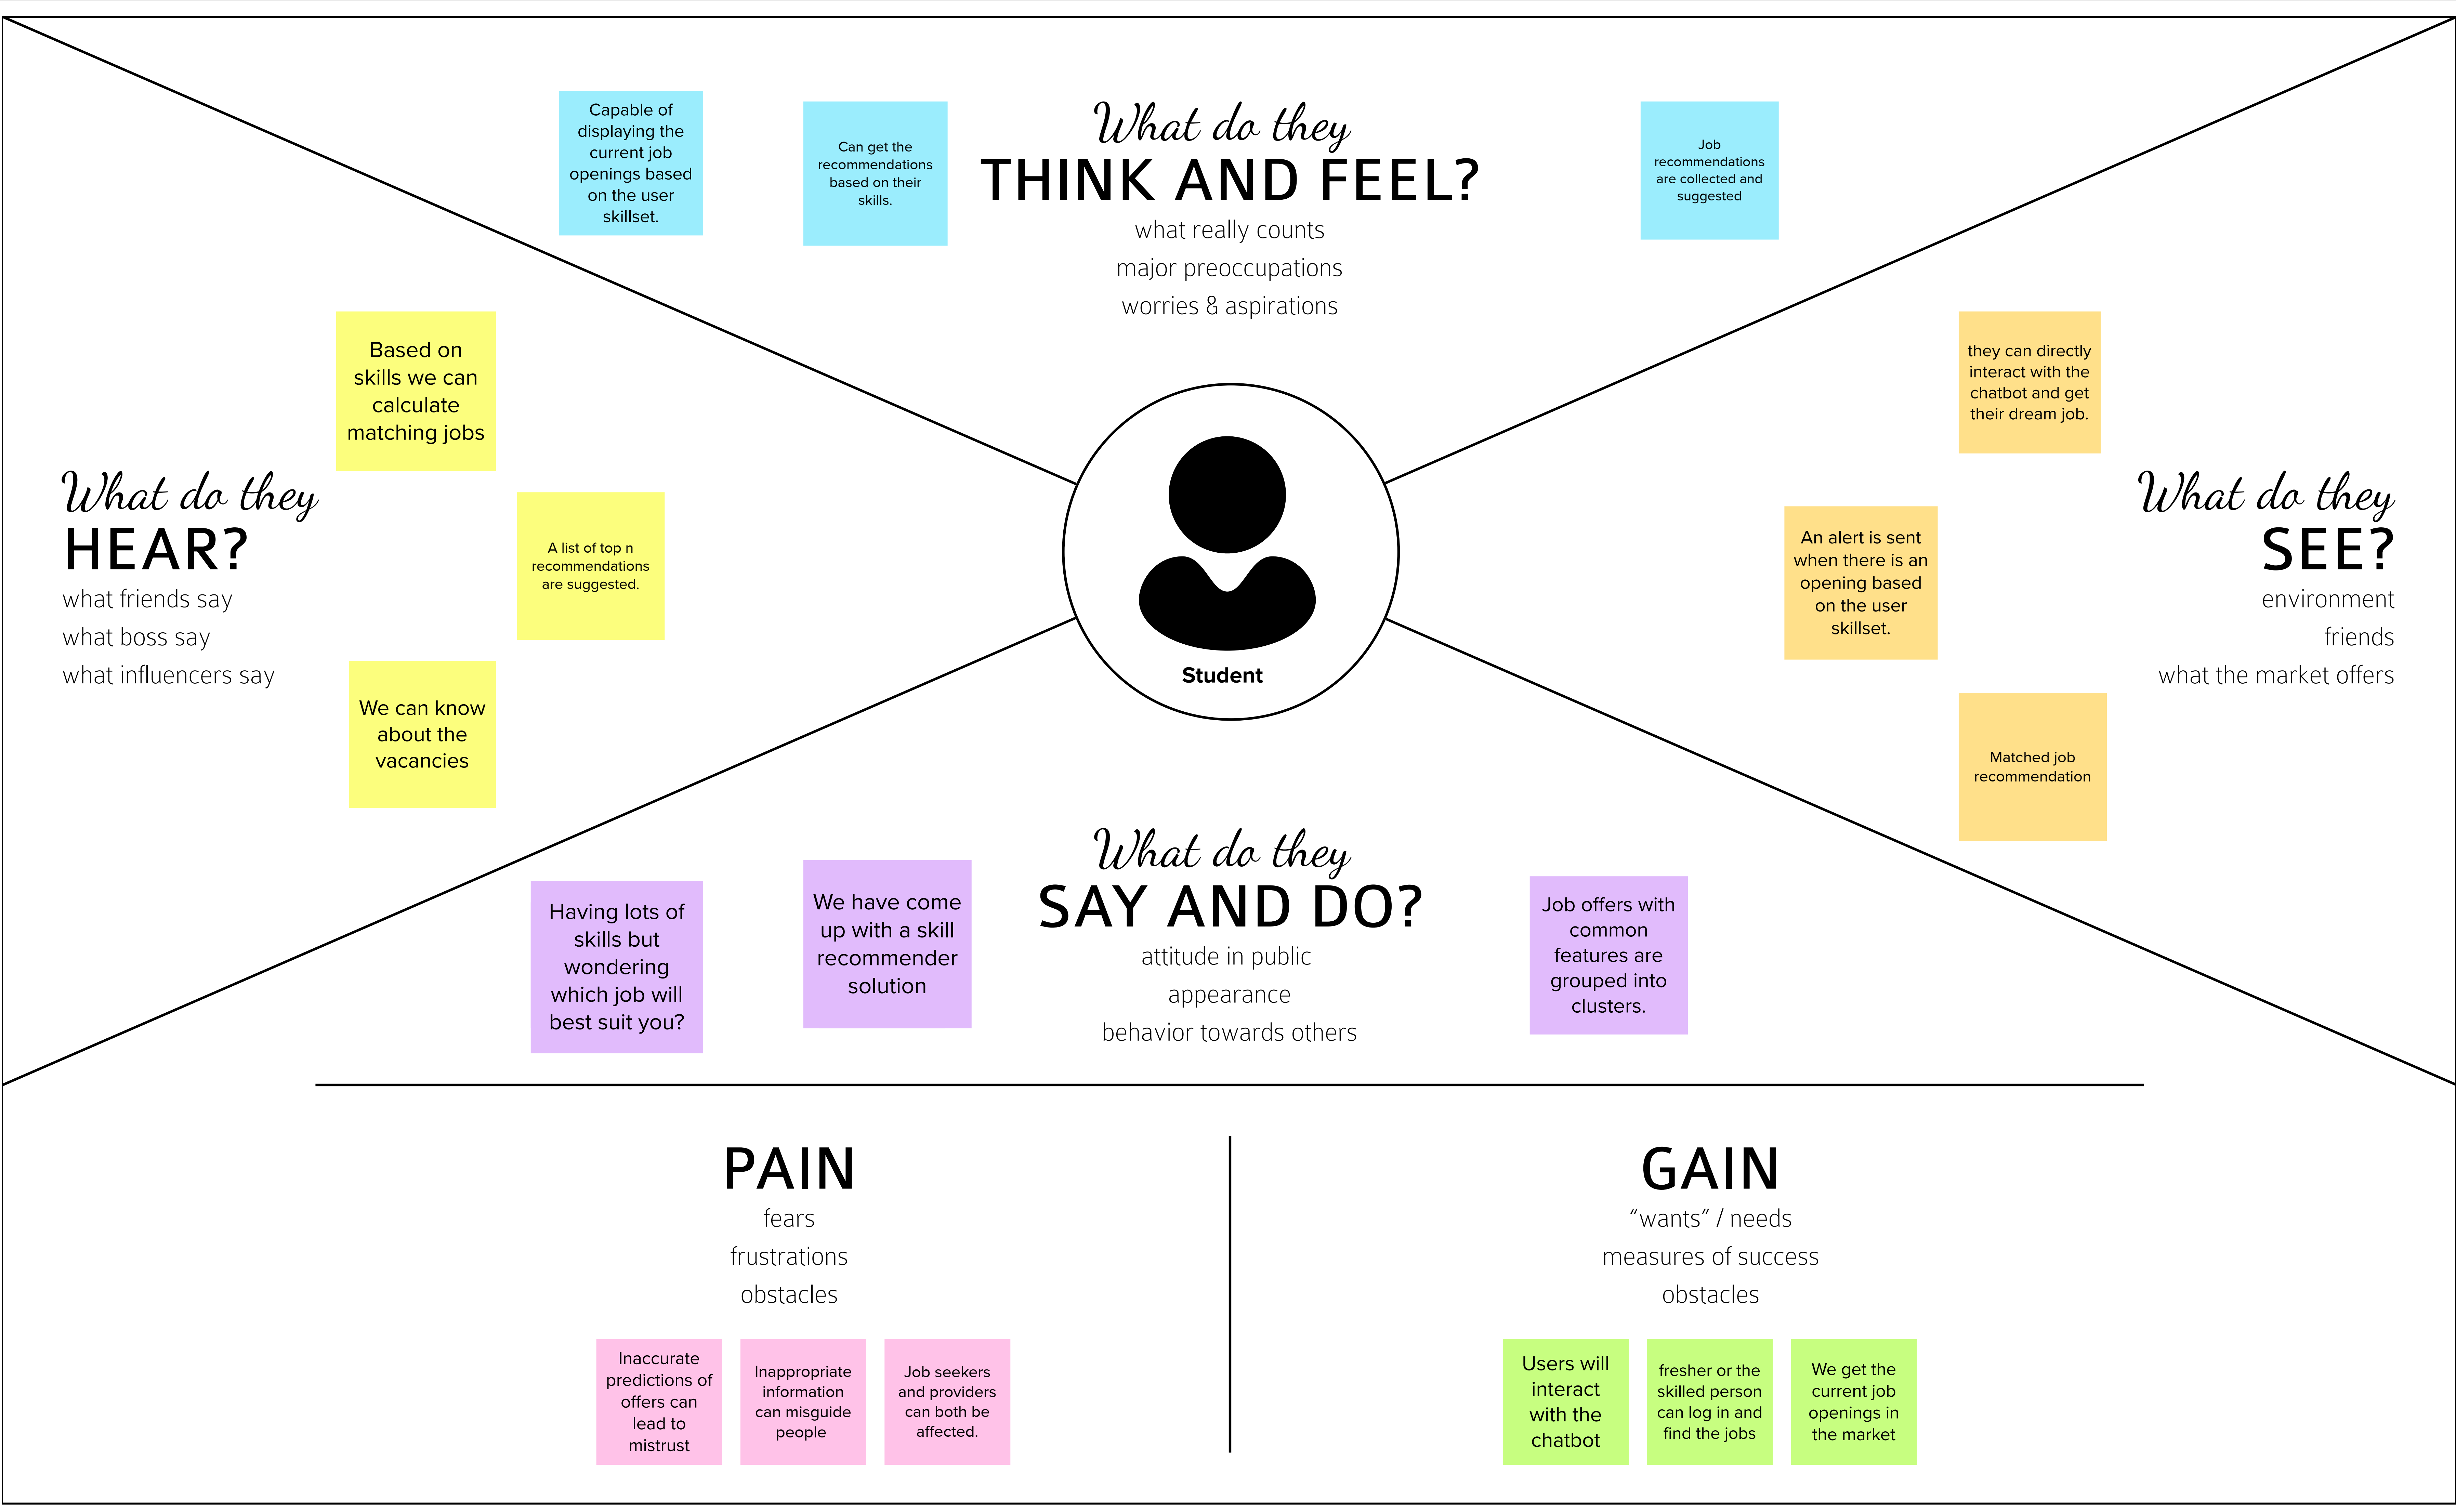 What do they
THINK AND FEEL?
what really counts
major preoccupations
worries & aspirations
Capable of
displaying the
current job
openings based
on the user
skillset.
Can get the
recommendations
based on their
skills.
Job
recommendations
are collected and
suggested
What do they
HEAR?
what friends say
what boss say
what influencers say
Based on
skills we can
calculate
matching jobs
A list of top n
recommendations
are suggested.
We can know
about the
vacancies
Student
What do they
SEE?
environment
friends
what the market offers
they can directly
interact with the
chatbot and get
their dream job.
An alert is sent
when there is an
opening based
on the user
skillset.
Matched job
recommendation
What do they
SAY AND DO?
attitude in public
appearance
behavior towards others
Having lots of
skills but
wondering
which job will
best suit you?
We have come
up with a skill
recommender
solution
Job offers with
common
features are
grouped into
clusters.
PAIN
fears
frustrations
obstacles
Inaccurate
predictions of
offers can
lead to
mistrust
Inappropriate
information
can misguide
people
Job seekers
and providers
can both be
affected.
GAIN
“wants” / needs
measures of success
obstacles
Users will
interact
with the
chatbot
fresher or the
skilled person
can log in and
find the jobs
We get the
current job
openings in
the market